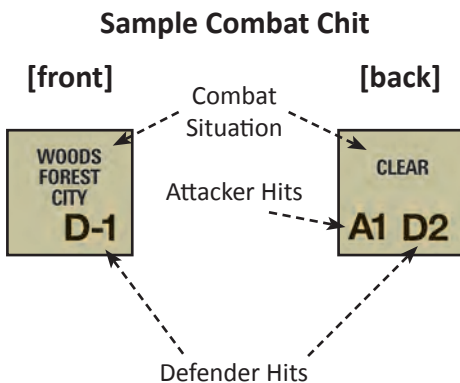 Sample Combat Chit
[front]
[back]
Combat
Situation
WOODS
FOREST
CITY
D-1
CLEAR
A1 D2
Attacker Hits
Defender Hits